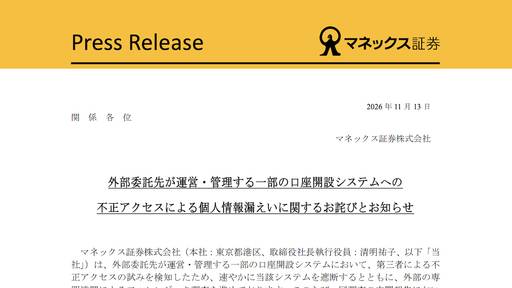 Press Release
マネックス証券
2026 年 11 月 13 日
関 係 各 位
マネックス証券株式会社
外部委託先が運営・管理する一部の口座開設システムへの
不正アクセスによる個人情報漏えいに関するお詫びとお知らせ
マネックス証券株式会社（本社：東京都港区、取締役社長執行役員：清明祐子、以下「当
社」）は、外部委託先が運営・管理する一部の口座開設システムにおいて、第三者による不
正アクセスの試みを検知したため、速やかに当該システムを遮断するとともに、外部の専